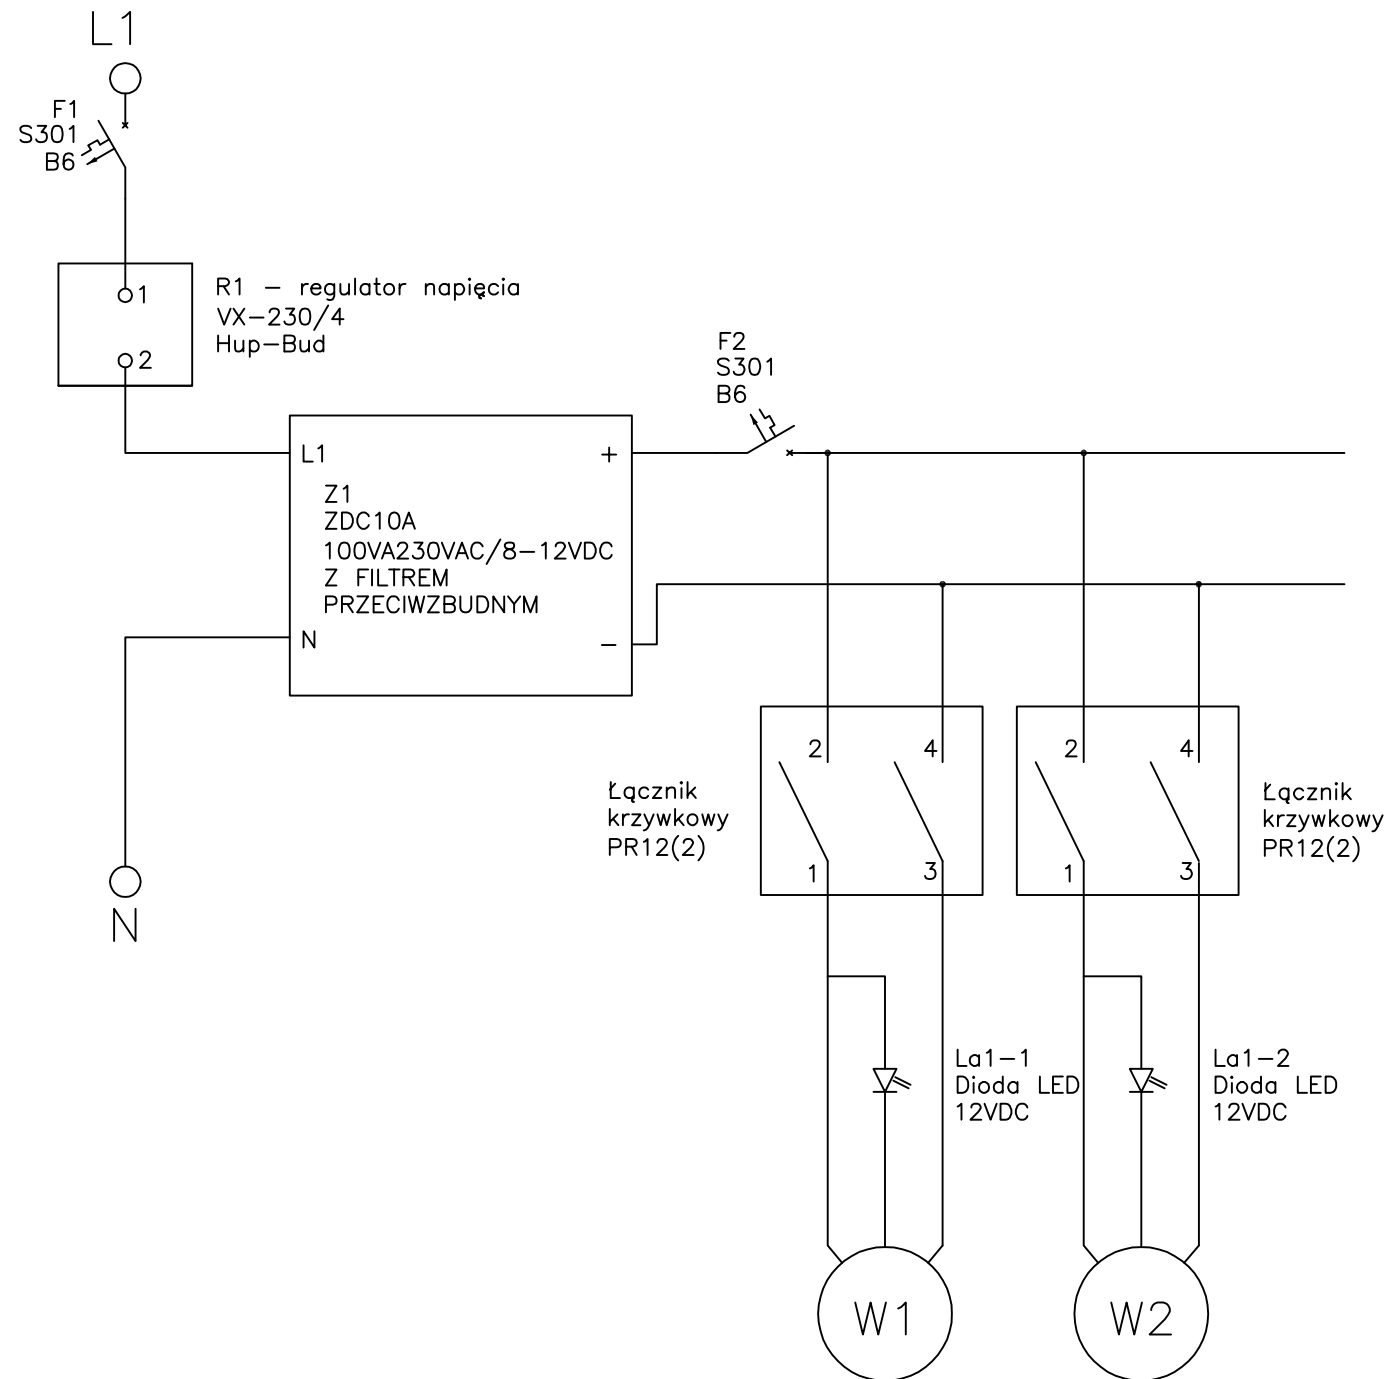 L1
F1
S301
B6
1
2
R1 – regulator napięcia
VX–230/4
Hup–Bud
F2
S301
B6
L1
+
Z1
ZDC10A
100VA230VAC/8–12VDC
Z FILTREM
PRZECIWZBUDNYM
N
–
N
Łącznik
krzywkowy
PR12(2)
2
4
1
3
2
4
1
3
Łącznik
krzywkowy
PR12(2)
La1–1
Dioda LED
12VDC
La1–2
Dioda LED
12VDC
W1
W2